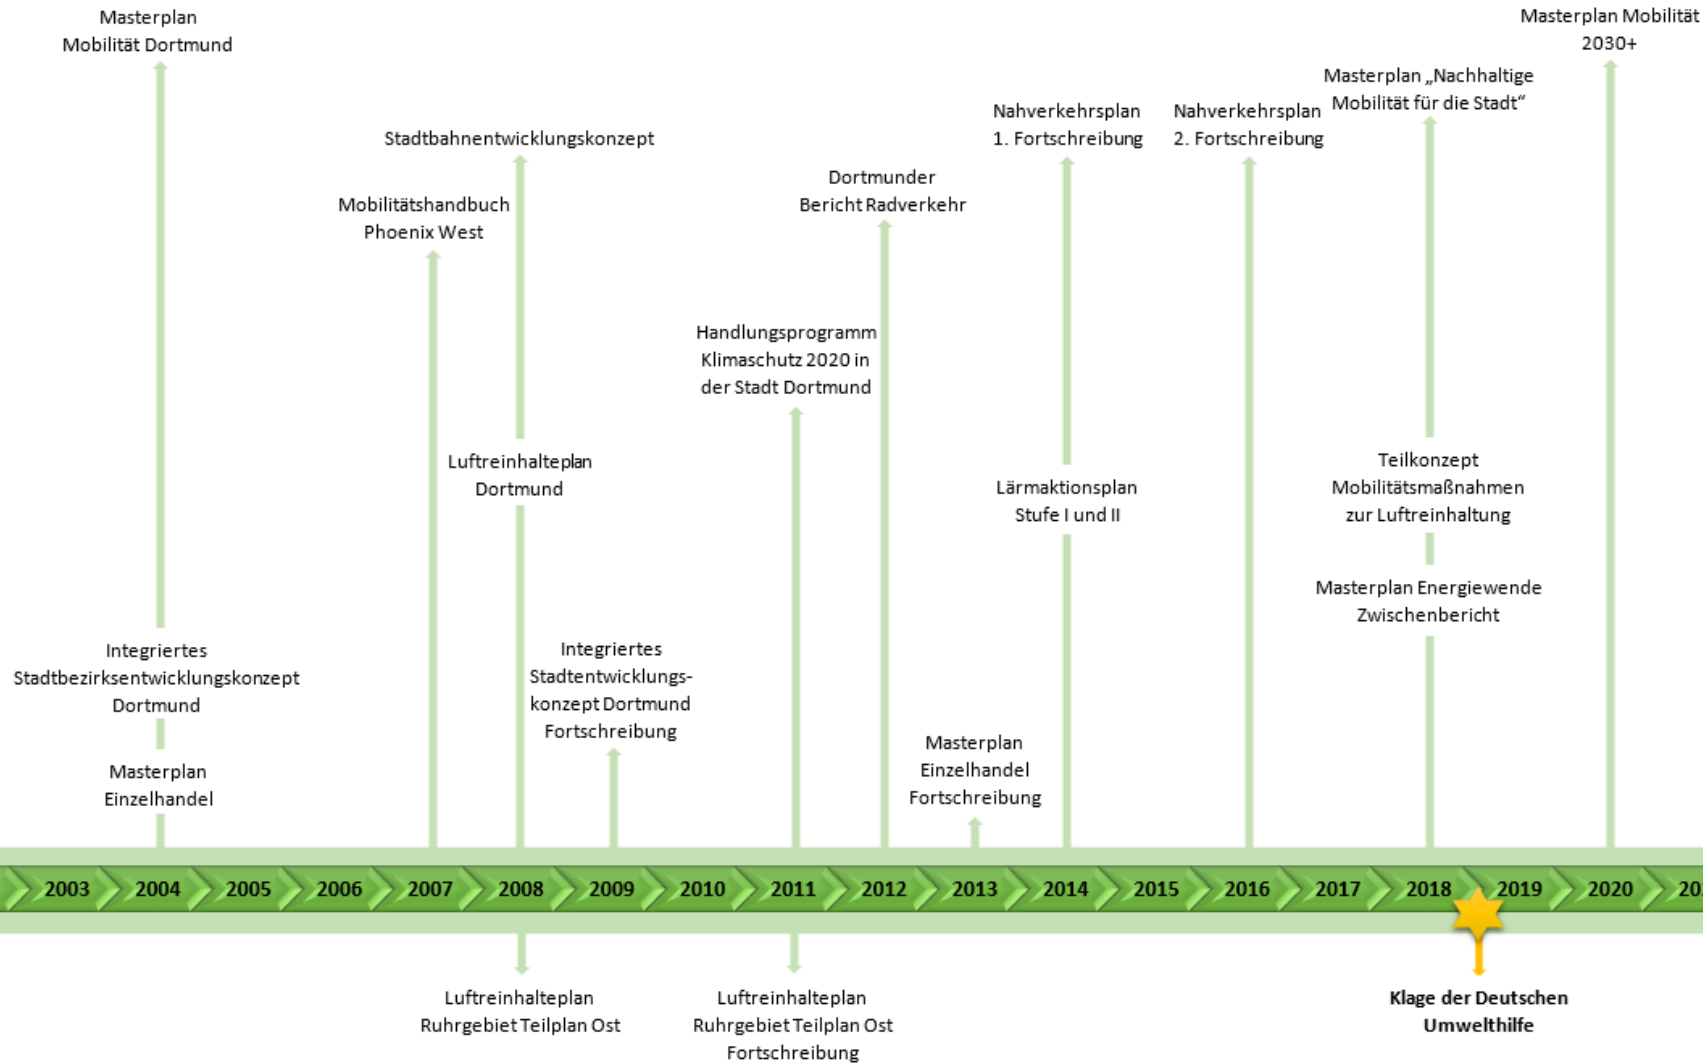 Masterplan
Mobilität Dortmund
Masterplan Mobilität
2030+
Masterplan „Nachhaltige
Mobilität für die Stadt“
Nahverkehrsplan
1. Fortschreibung
Nahverkehrsplan
2. Fortschreibung
Stadtbahnentwicklungskonzept
Dortmunder
Bericht Radverkehr
Mobilitätshandbuch
Phoenix West
Handlungsprogramm
Klimaschutz 2020 in
der Stadt Dortmund
Luftreinhalteplan
Dortmund
Lärmaktionsplan
Stufe I und II
Teilkonzept
Mobilitätsmaßnahmen
zur Luftreinhaltung
Masterplan Energiewende
Zwischenbericht
Integriertes
Stadtbezirksentwicklungskonzept
Dortmund
Integriertes
Stadtentwicklungs-
konzept Dortmund
Fortschreibung
Masterplan
Einzelhandel
Masterplan
Einzelhandel
Fortschreibung
2003 2004 2005 2006 2007 2008 2009 2010 2011 2012 2013 2014 2015 2016 2017 2018 2019 2020
Luftreinhalteplan
Ruhrgebiet Teilplan Ost
Luftreinhalteplan
Ruhrgebiet Teilplan Ost
Fortschreibung
Klage der Deutschen
Umwelthilfe